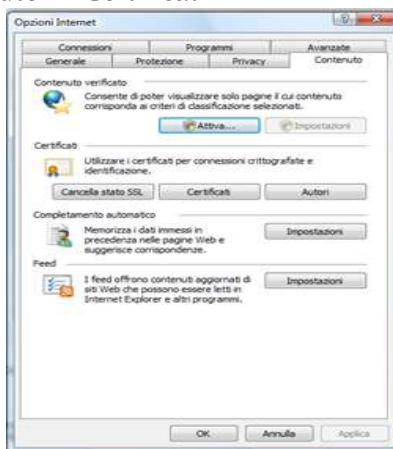 Opzioni Internet
Connessioni Programmi Avanzate
Generale Protezione Privacy Contenuto
Contenuto verificato
Consente di poter visualizzare solo pagine il cui contenuto
corrisponda ai criteri di classificazione selezionati.
Attiva... Impostazioni
Certificati
Utilizzare i certificati per connessioni crittografate e
identificazione.
Cancella stato SSL Certificati Autori
Completamento automatico
Memorizza i dati immessi in
precedenza nelle pagine Web e
suggerisce corrispondenze.
Impostazioni
Feed
I feed offrono contenuti aggiornati di
siti Web che possono essere letti in
Internet Explorer e altri programmi.
Impostazioni
OK Annulla Applica